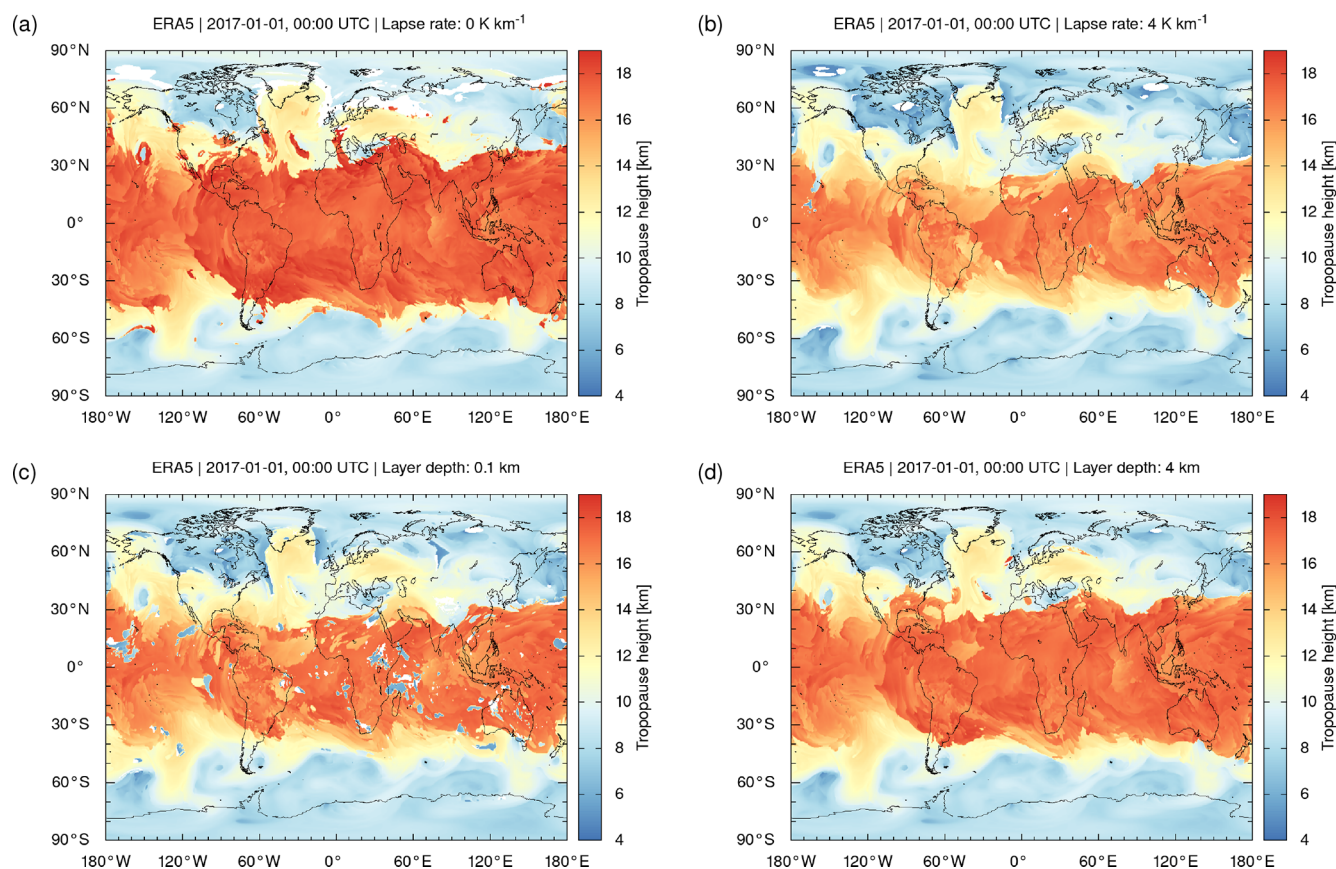 (a)
ERA5 | 2017-01-01, 00:00 UTC | Lapse rate: 0 K km⁻¹
90°N
60°N
30°N
0°
30°S
60°S
90°S
180°W 120°W 60°W 0° 60°E 120°E 180°E
18
16
14
12
10
8
6
4
Tropopause height [km]
(b)
ERA5 | 2017-01-01, 00:00 UTC | Lapse rate: 4 K km⁻¹
90°N
60°N
30°N
0°
30°S
60°S
90°S
180°W 120°W 60°W 0° 60°E 120°E 180°E
18
16
14
12
10
8
6
4
Tropopause height [km]
(c)
ERA5 | 2017-01-01, 00:00 UTC | Layer depth: 0.1 km
90°N
60°N
30°N
0°
30°S
60°S
90°S
180°W 120°W 60°W 0° 60°E 120°E 180°E
18
16
14
12
10
8
6
4
Tropopause height [km]
(d)
ERA5 | 2017-01-01, 00:00 UTC | Layer depth: 4 km
90°N
60°N
30°N
0°
30°S
60°S
90°S
180°W 120°W 60°W 0° 60°E 120°E 180°E
18
16
14
12
10
8
6
4
Tropopause height [km]